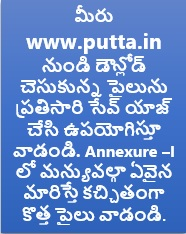 మీరు
www.putta.in
నుండి డౌన్లోడ్
చేసుకున్న ఫైలును
ప్రతిసారి సేవ్ యాజ్
చేసి ఉపయోగిస్తూ
వాడండి. Annexure –I
లో మన్యువల్గా ఏవైన
మారిస్తే కచ్చితంగా
కొత్త ఫైలు వాడండి.